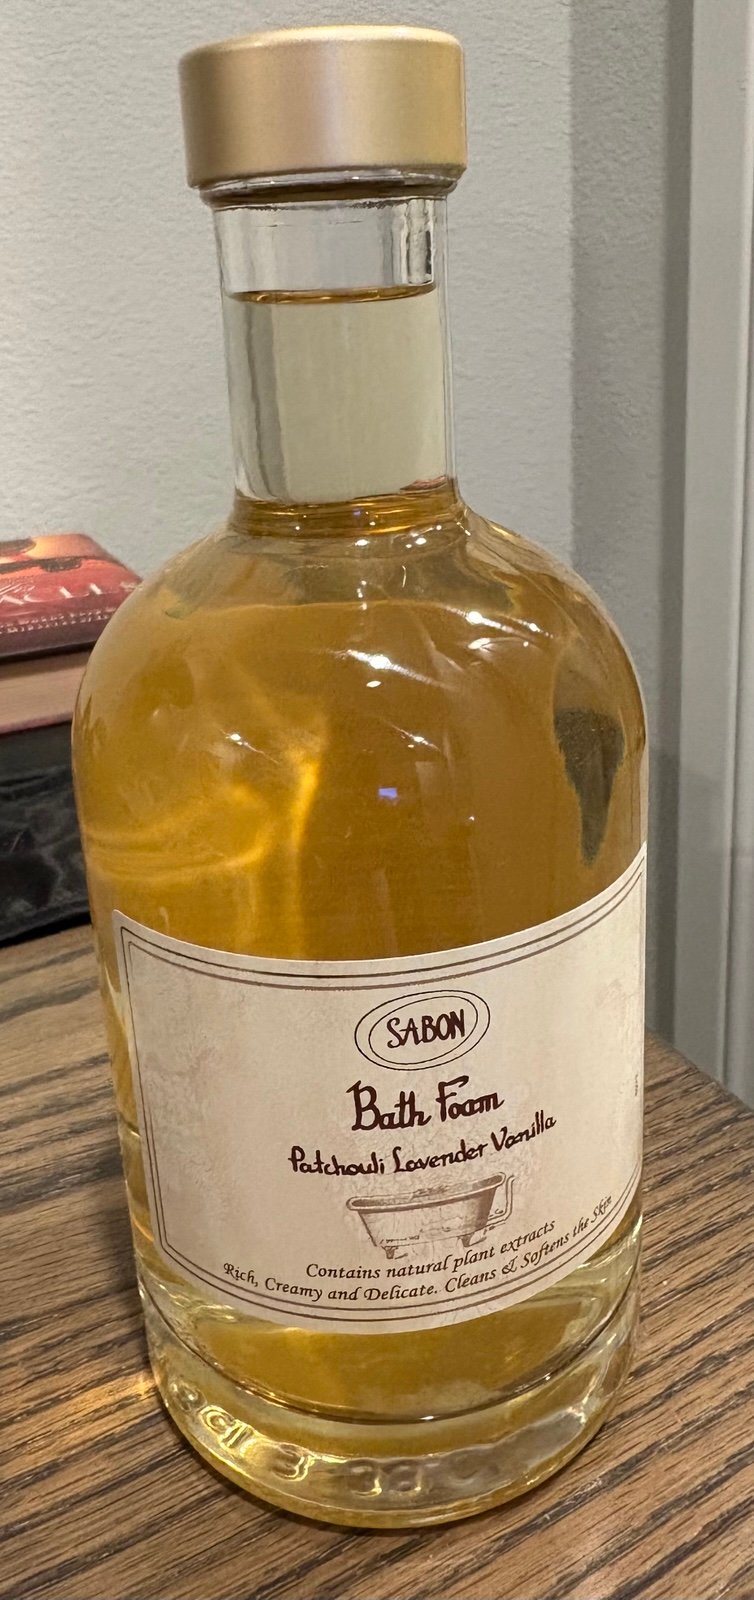 SABON
Bath Foam
Patchouli Lavender Vanilla
Contains natural plant extracts
Rich, Creamy and Delicate. Cleans & Softens the Skin